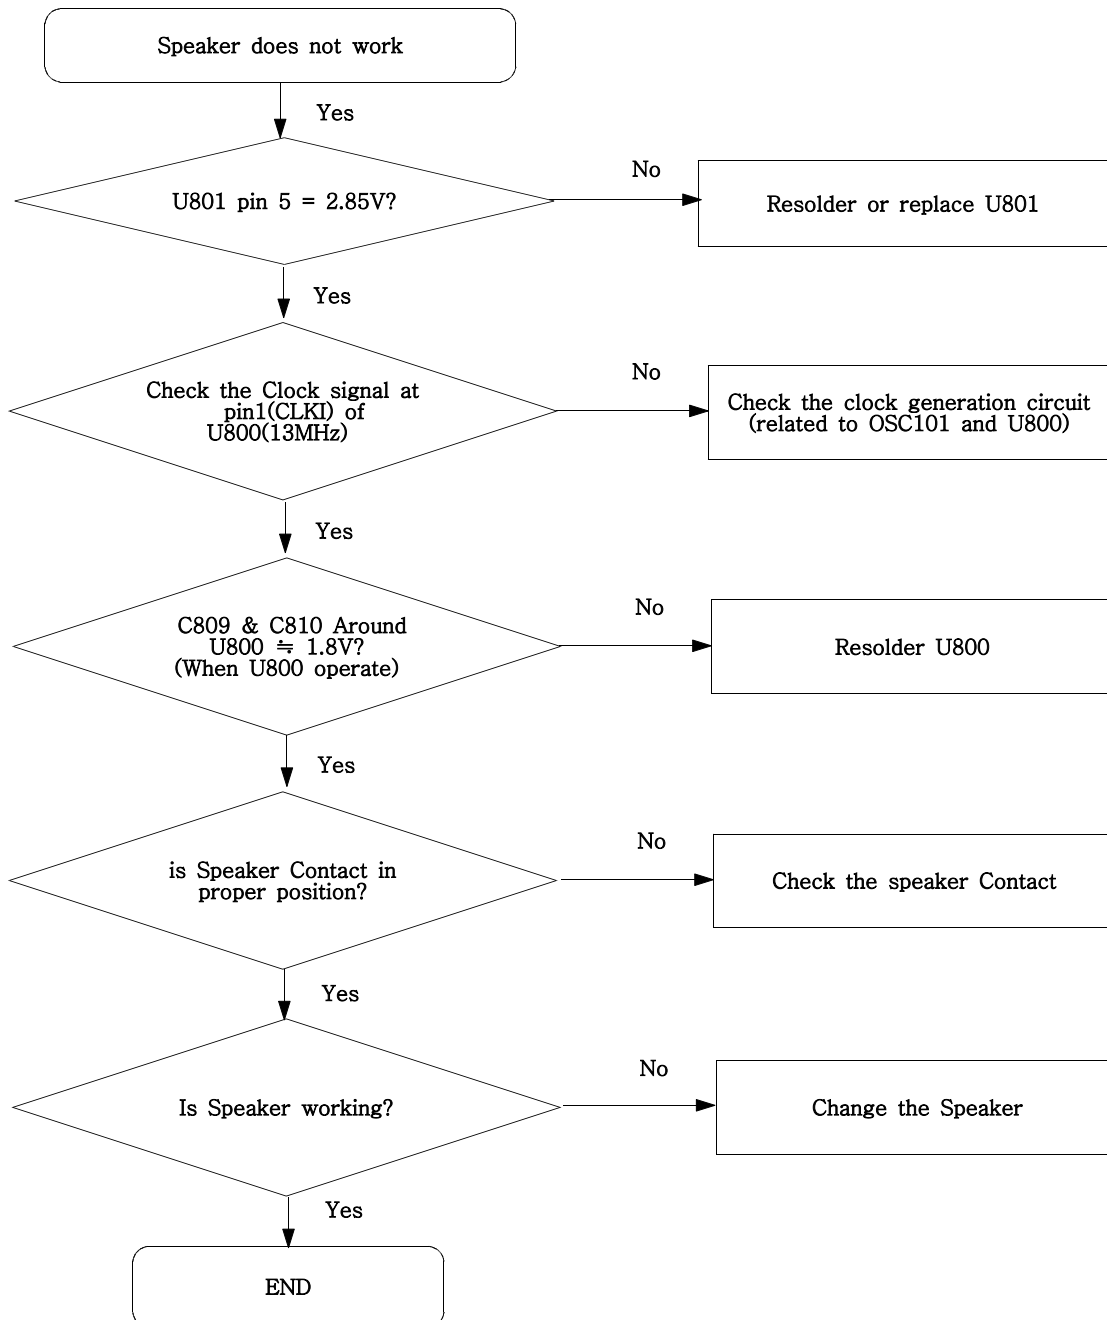 Speaker does not work
Yes
U801 pin 5 = 2.85V?
No
Resolder or replace U801
Yes
Check the Clock signal at
pin1(CLKI) of
U800(13MHz)
No
Check the clock generation circuit
(related to OSC101 and U800)
Yes
C809 & C810 Around
U800 ≒ 1.8V?
(When U800 operate)
No
Resolder U800
Yes
is Speaker Contact in
proper position?
No
Check the speaker Contact
Yes
Is Speaker working?
No
Change the Speaker
Yes
END